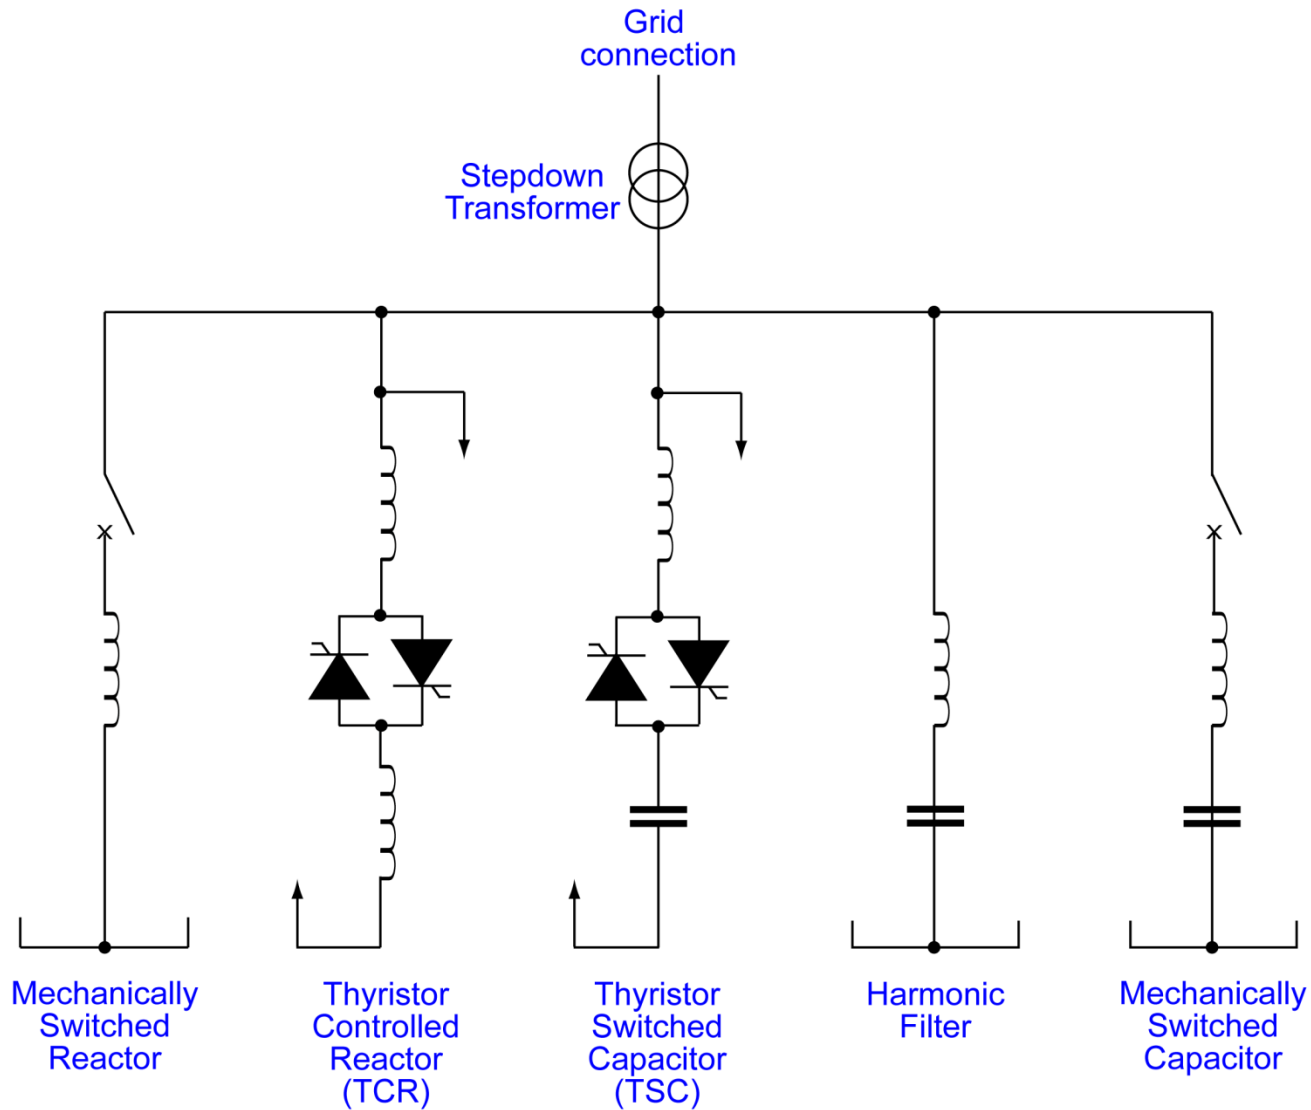 Grid
connection
Stepdown
Transformer
Mechanically
Switched
Reactor
Thyristor
Controlled
Reactor
(TCR)
Thyristor
Switched
Capacitor
(TSC)
Harmonic
Filter
Mechanically
Switched
Capacitor